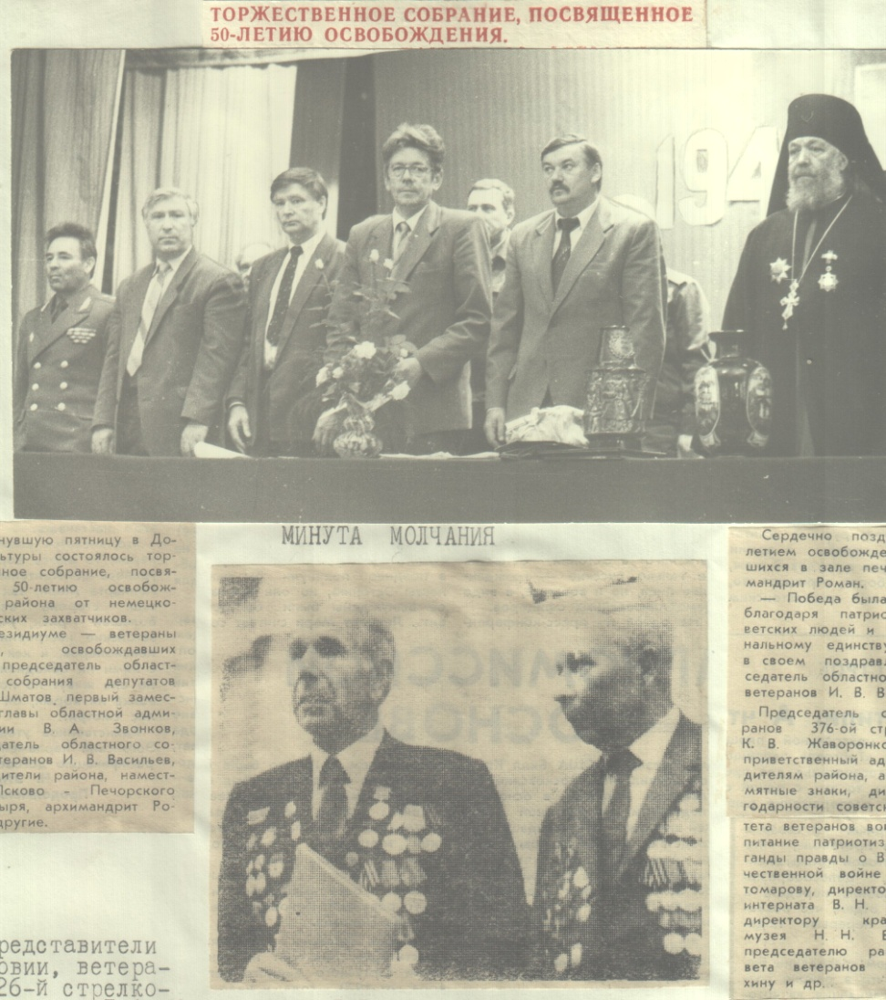 ТОРЖЕСТВЕННОЕ СОБРАНИЕ, ПОСВЯЩЕННОЕ
50-ЛЕТИЮ ОСВОБОЖДЕНИЯ.
194
МИНУТА МОЛЧАНИЯ
нувшую пятницу в До-
ьтуры состоялось тор-
ное собрание, посвя-
50-летию освобож-
района от немецко-
ских захватчиков.
езидиуме — ветераны
, освобождавших
председатель област-
собрания депутатов
Шматов, первый замес-
главы областной адми-
ии В. А. Звонков,
датель областного со-
теранов И. В. Васильев,
дители района, намест-
Псково - Печорского
ыря, архимандрит Ро-
другие.
редставители
овии, ветера-
26-й стрелко-
Сердечно позд
летием освобожде
шихся в зале печ
мандрит Роман.
— Победа была
благодаря патрио
ветских людей и
нальному единству
в своем поздравл
седатель областно
ветеранов И. В. В
Председатель с
ранов 376-ой стр
К. В. Жаворонко
приветственный ад
дителям района, а
мятные знаки, ди
годарности советск
тета ветеранов вой
питание патриотиз
ганды правды о В
чественной войне
томарову, директо
интерната В. Н.
директору кра
музея Н. Н. В
председателю ра
вета ветеранов
хину и др.